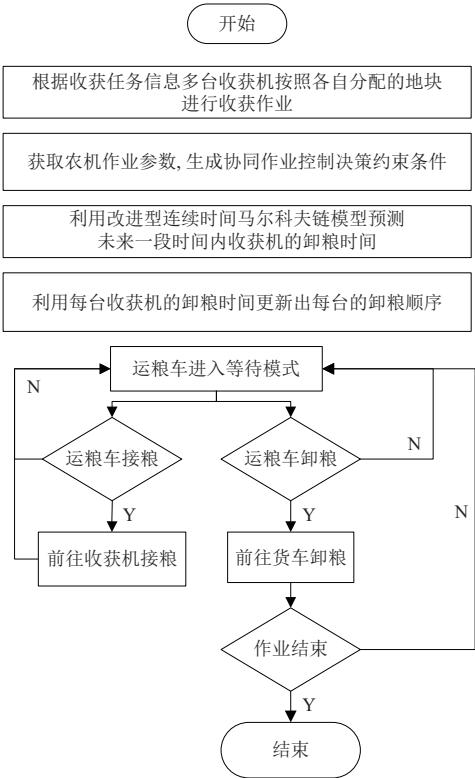 开始
根据收获任务信息多台收获机按照各自分配的地块
进行收获作业
获取农机作业参数, 生成协同作业控制决策约束条件
利用改进型连续时间马尔科夫链模型预测
未来一段时间内收获机的卸粮时间
利用每台收获机的卸粮时间更新出每台的卸粮顺序
运粮车进入等待模式
N
运粮车接粮
运粮车卸粮
N
Y
Y
N
前往收获机接粮
前往货车卸粮
作业结束
Y
结束